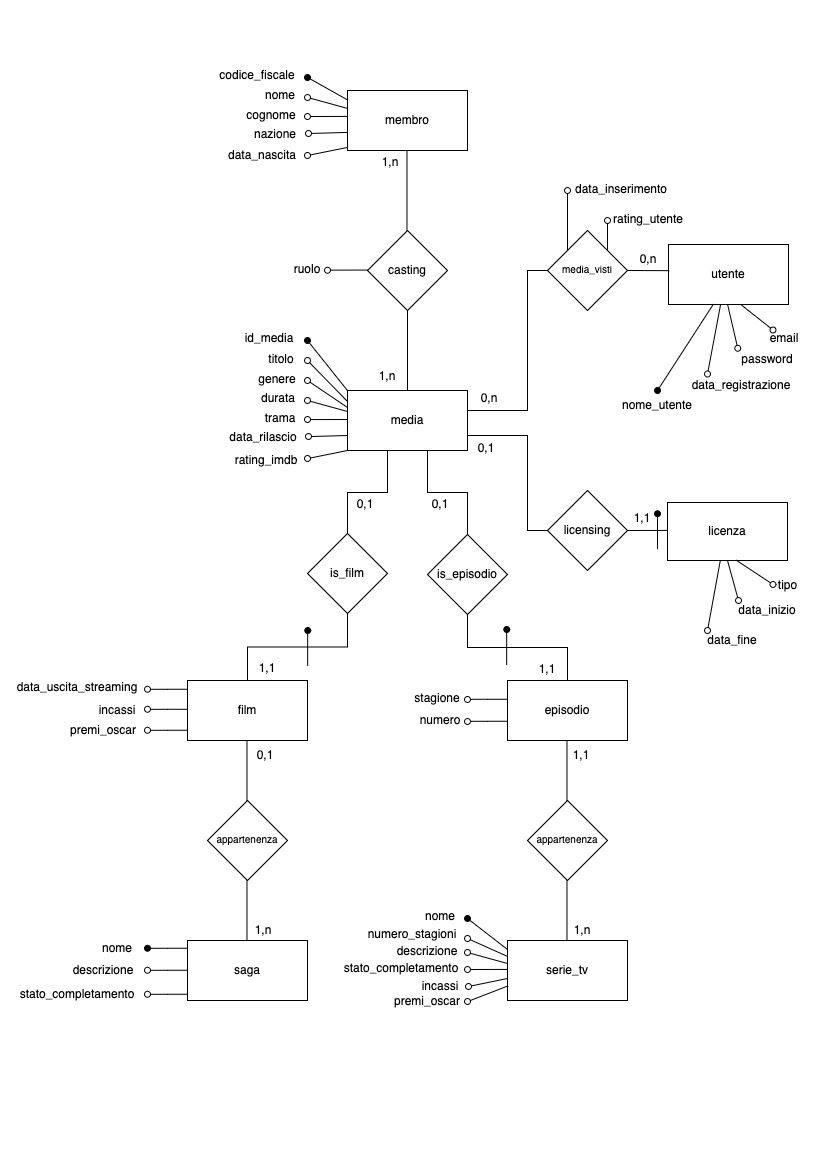 codice_fiscale
nome
cognome
nazione
data_nascita
membro
1,n
data_inserimento
rating_utente
ruolo
casting
media_visti
0,n
utente
email
password
data_registrazione
nome_utente
id_media
titolo
genere
durata
trama
data_rilascio
rating_imdb
1,n
media
0,n
0,1
0,1
0,1
licensing
1,1
licenza
tipo
data_inizio
data_fine
is_film
is_episodio
1,1
1,1
data_uscita_streaming
incassi
premi_oscar
film
stagione
numero
episodio
0,1
1,1
appartenenza
appartenenza
1,n
1,n
nome
descrizione
stato_completamento
saga
nome
numero_stagioni
descrizione
stato_completamento
incassi
premi_oscar
serie_tv